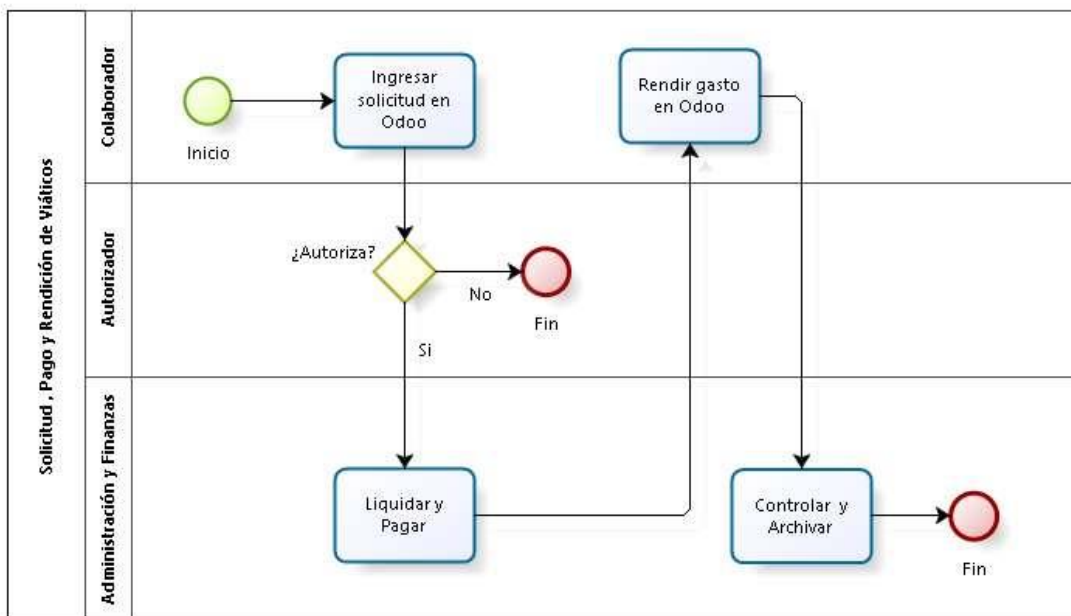 Solicitud , Pago y Rendición de Viáticos
Colaborador
Inicio
Ingresar
solicitud en
Odoo
Rendir gasto
en Odoo
Autorizador
¿Autoriza?
No
Fin
Si
Administración y Finanzas
Liquidar y
Pagar
Controlar y
Archivar
Fin